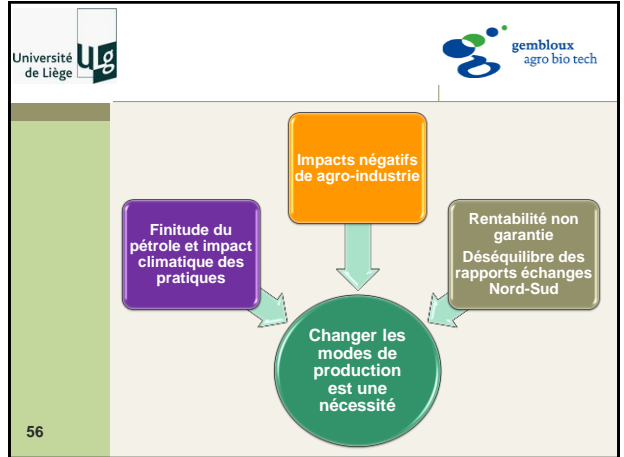 Université
de Liège
ULg
gembloux
agro bio tech
Impacts négatifs
de agro-industrie
Finitude du
pétrole et impact
climatique des
pratiques
Rentabilité non
garantie
Déséquilibre des
rapports échanges
Nord-Sud
Changer les
modes de
production
est une
nécessité
56